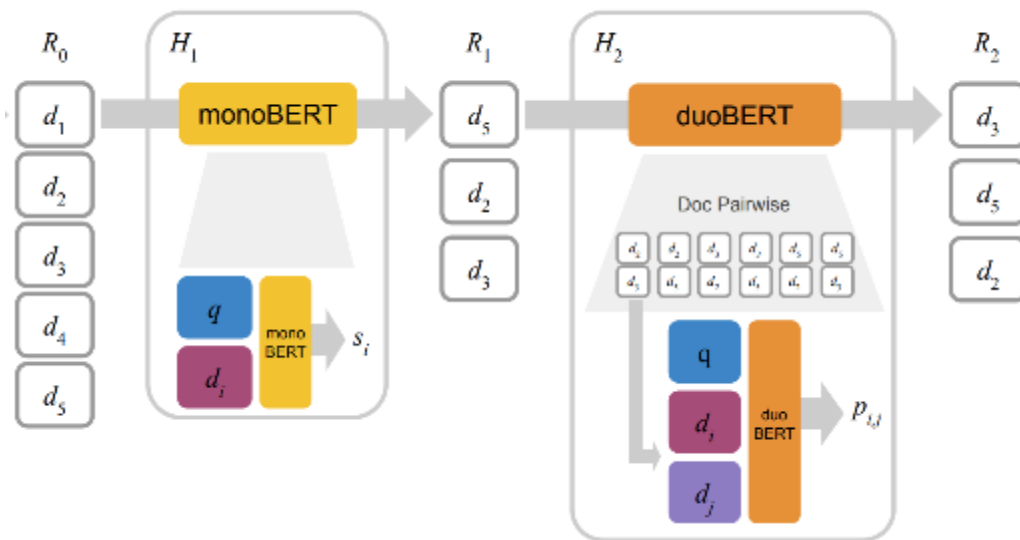 R0 H1 R1 H2 R2
d1 monoBERT d5 duoBERT d3
d2 d2 d5
Doc Pairwise
d3 d3 d2
q mono BERT si
d4 di
d5
q
di duo BERT pi,j
dj